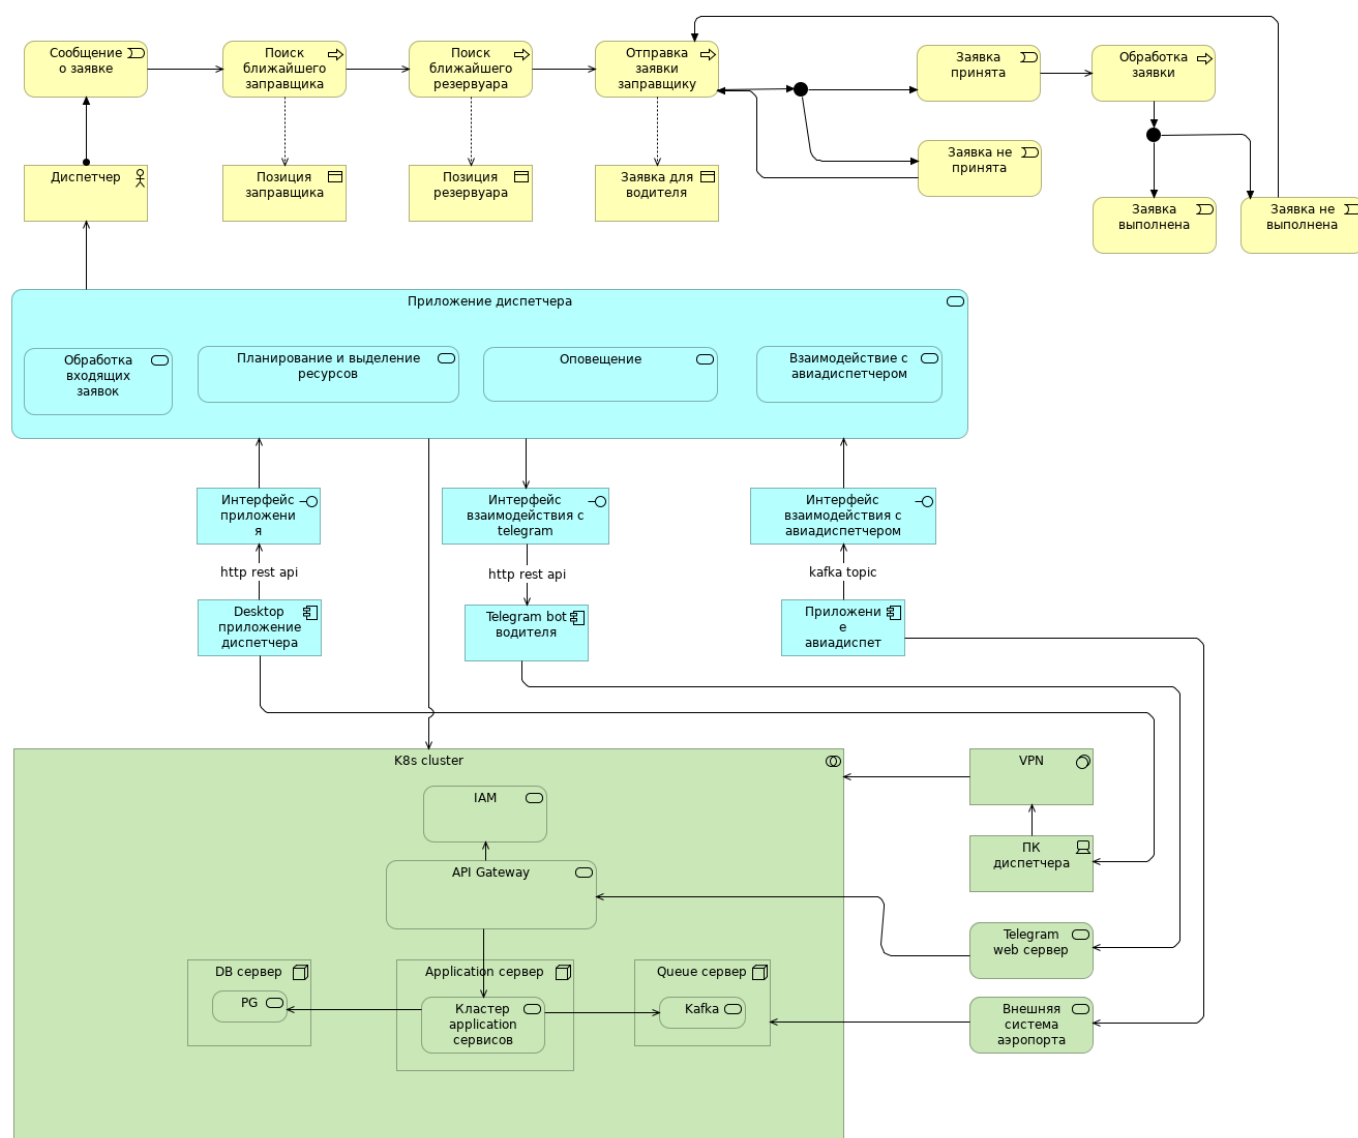 Сообщение
о заявке
Поиск
ближайшего
заправщика
Поиск
ближайшего
резервуара
Отправка
заявки
заправщику
Заявка
принята
Обработка
заявки
Заявка не
принята
Диспетчер
Позиция
заправщика
Позиция
резервуара
Заявка для
водителя
Заявка
выполнена
Заявка не
выполнена
Приложение диспетчера
Обработка
входящих
заявок
Планирование и выделение
ресурсов
Оповещение
Взаимодействие с
авиадиспетчером
Интерфейс
приложени
я
Интерфейс
взаимодействия с
telegram
Интерфейс
взаимодействия с
авиадиспетчером
http rest api
http rest api
kafka topic
Desktop
приложение
диспетчера
Telegram bot
водителя
Приложени
е
авиадиспет
K8s cluster
VPN
IAM
ПК
диспетчера
API Gateway
Telegram
web сервер
DB сервер
PG
Application сервер
Кластер
application
сервисов
Queue сервер
Kafka
Внешняя
система
аэропорта